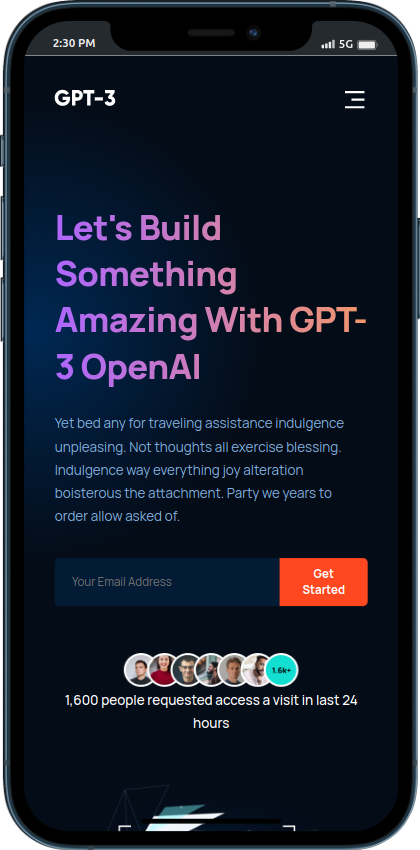 2:30 PM 5G
GPT-3
Let's Build
Something
Amazing With GPT-
3 OpenAI
Yet bed any for traveling assistance indulgence
unpleasing. Not thoughts all exercise blessing.
Indulgence way everything joy alteration
boisterous the attachment. Party we years to
order allow asked of.
Your Email Address
Get
Started
1.6k+
1,600 people requested access a visit in last 24
hours